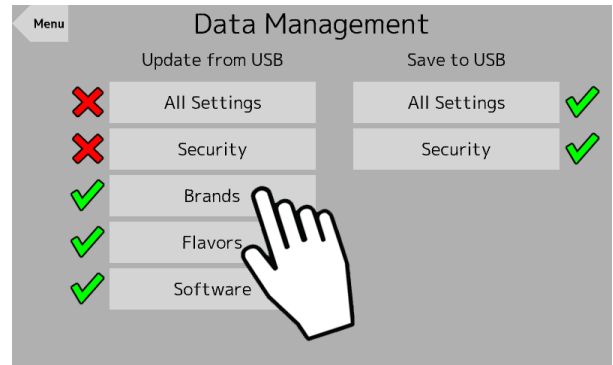 Menu
Data Management
Update from USB
Save to USB
All Settings
All Settings
Security
Security
Brands
Flavors
Software